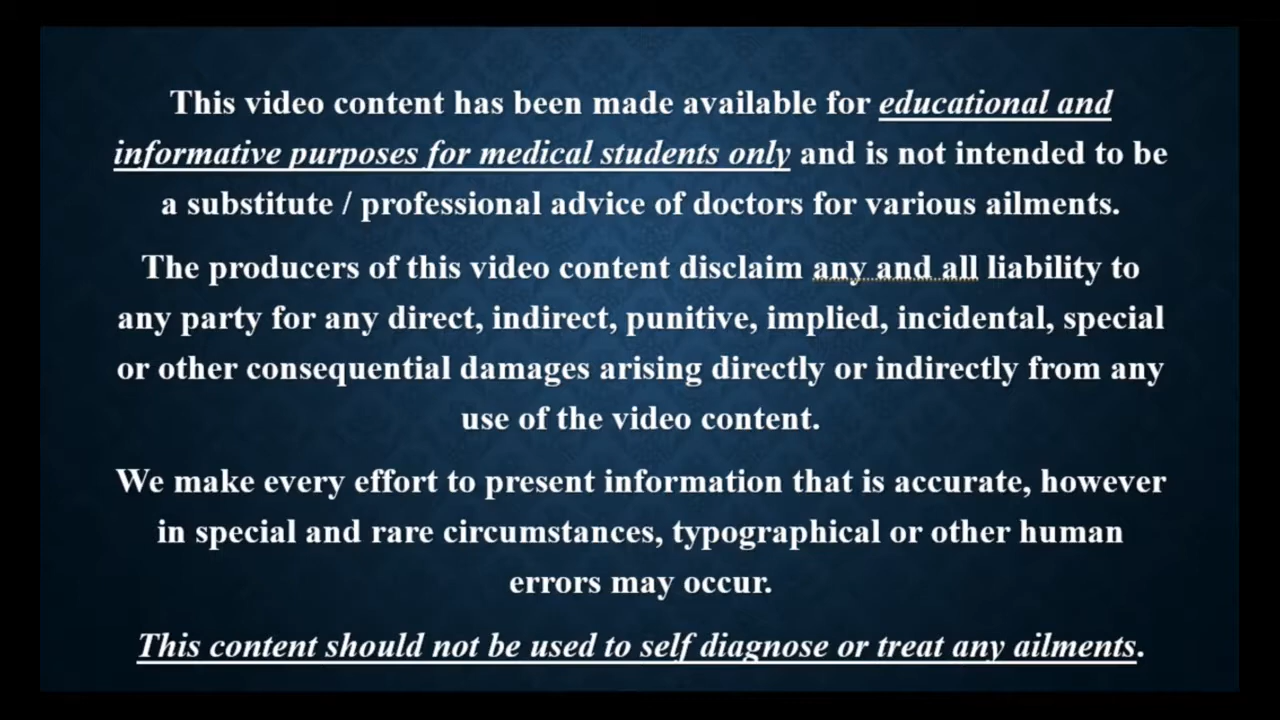 This video content has been made available for educational and
informative purposes for medical students only and is not intended to be
a substitute / professional advice of doctors for various ailments.
The producers of this video content disclaim any and all liability to
any party for any direct, indirect, punitive, implied, incidental, special
or other consequential damages arising directly or indirectly from any
use of the video content.
We make every effort to present information that is accurate, however
in special and rare circumstances, typographical or other human
errors may occur.
This content should not be used to self diagnose or treat any ailments.